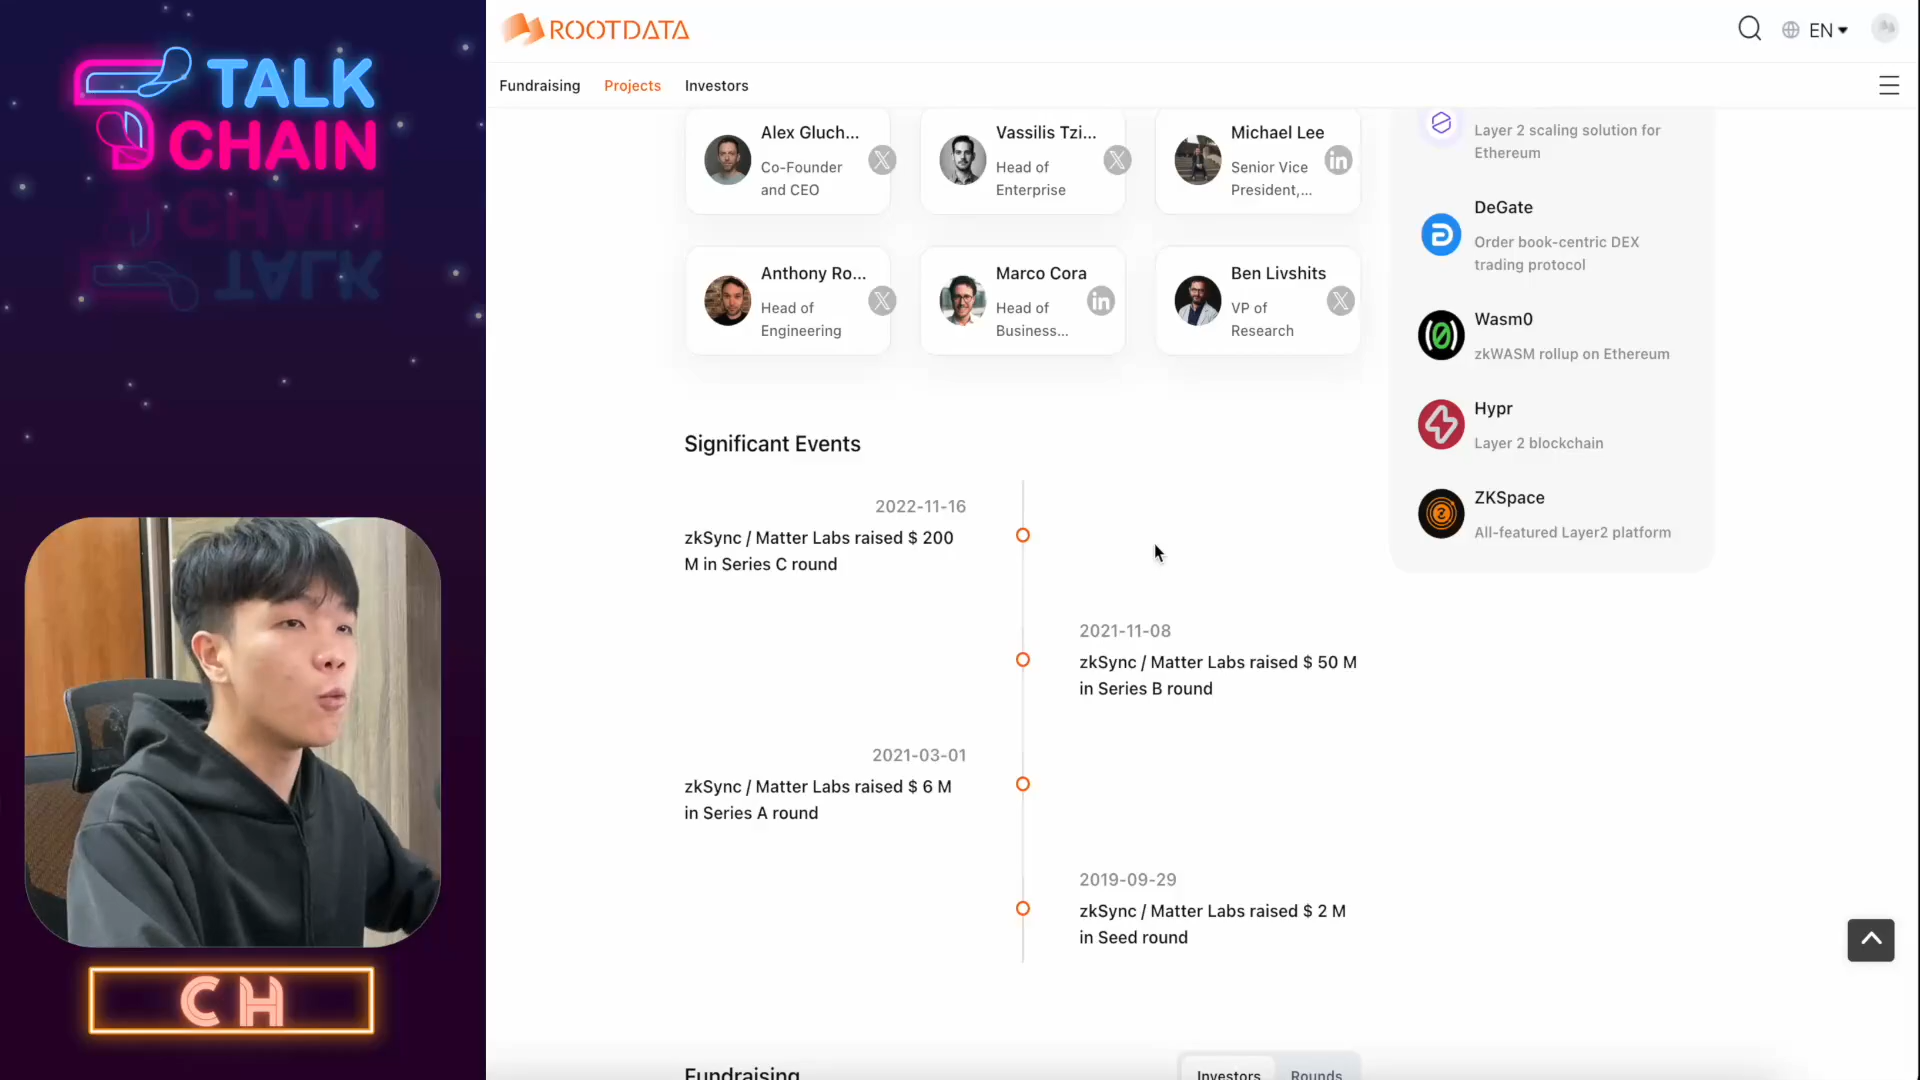 TALK
CHAIN
CH
ROOTDATA
EN
Fundraising
Projects
Investors
Alex Gluch...
Co-Founder
and CEO
Vassilis Tzi...
Head of
Enterprise
Michael Lee
Senior Vice
President,...
Anthony Ro...
Head of
Engineering
Marco Cora
Head of
Business...
Ben Livshits
VP of
Research
Significant Events
2022-11-16
zkSync / Matter Labs raised $ 200
M in Series C round
2021-11-08
zkSync / Matter Labs raised $ 50 M
in Series B round
2021-03-01
zkSync / Matter Labs raised $ 6 M
in Series A round
2019-09-29
zkSync / Matter Labs raised $ 2 M
in Seed round
Fundraising
Investors
Rounds
Layer 2 scaling solution for
Ethereum
DeGate
Order book-centric DEX
trading protocol
Wasm0
zkWASM rollup on Ethereum
Hypr
Layer 2 blockchain
ZKSpace
All-featured Layer2 platform